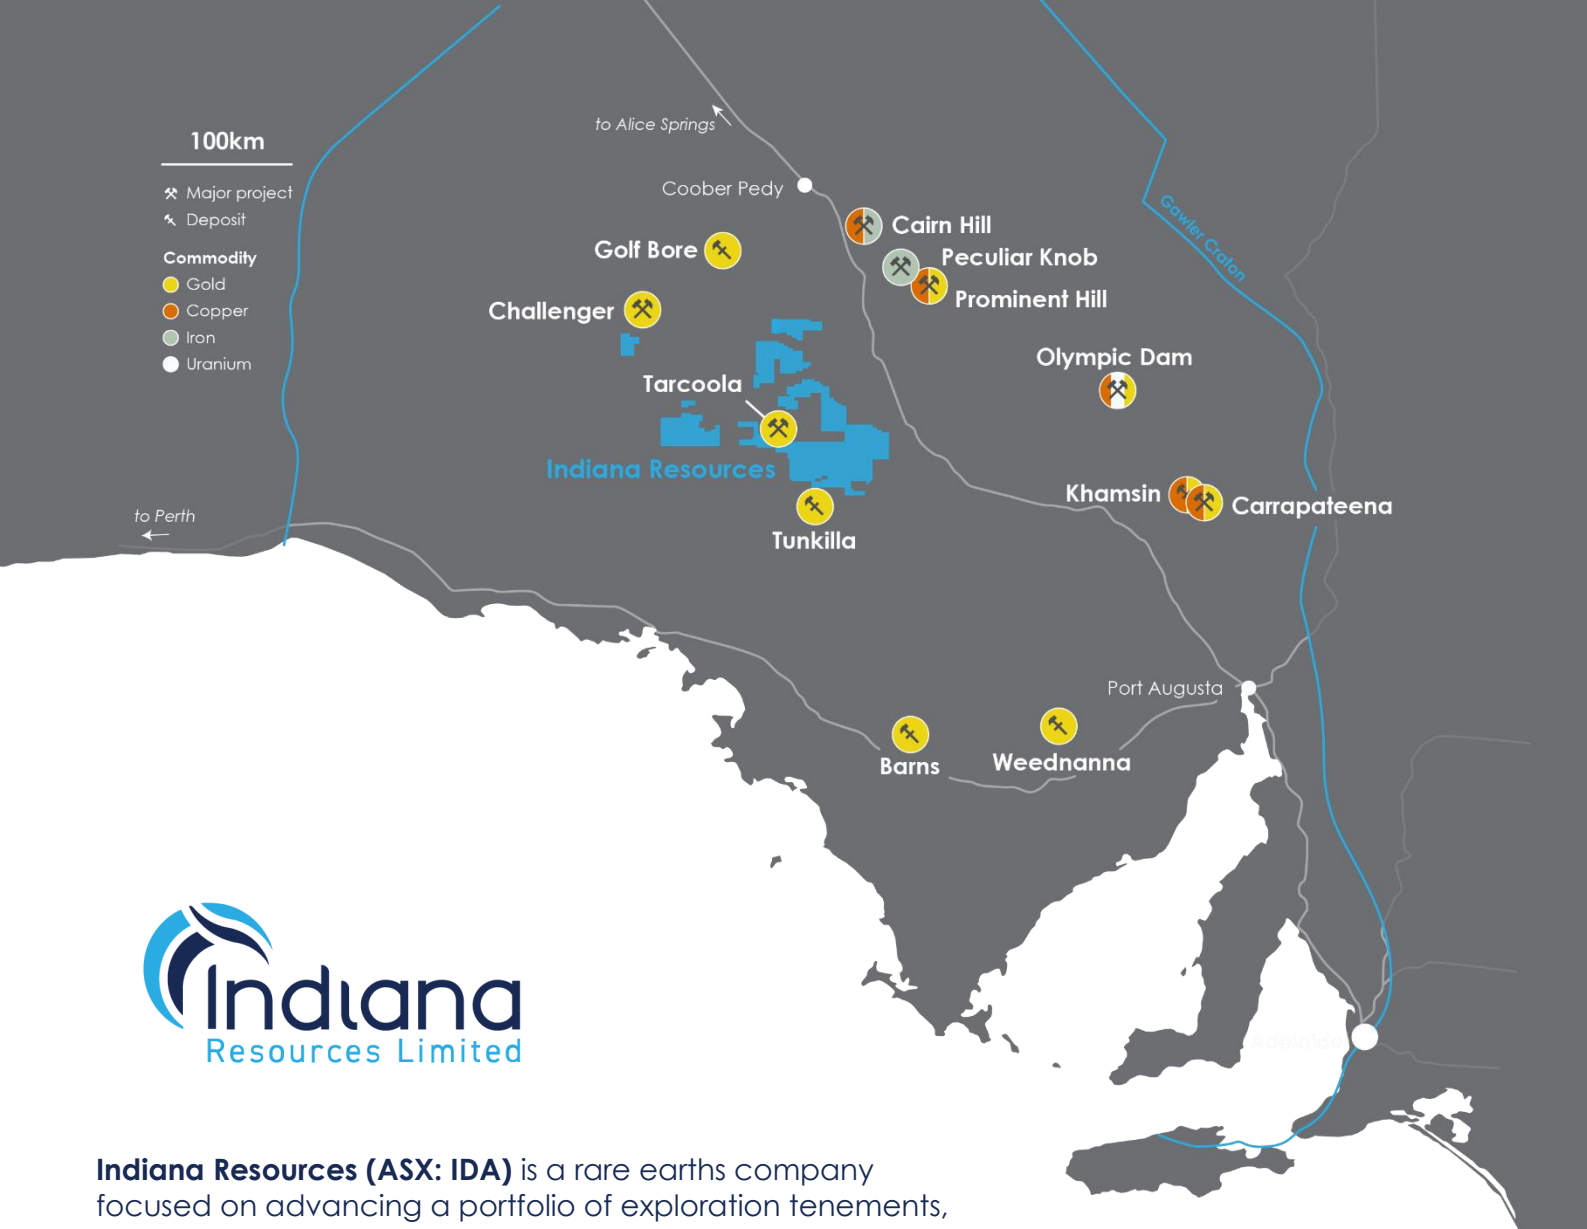 100km
Major project
Deposit
Commodity
Gold
Copper
Iron
Uranium
to Alice Springs
Coober Pedy
Cairn Hill
Golf Bore
Peculiar Knob
Prominent Hill
Challenger
Gawler Craton
Olympic Dam
Tarcoola
Indiana Resources
Khamsin
Carrapateena
to Perth
Tunkilla
Port Augusta
Barns
Weednanna
Adelaide
Indiana
Resources Limited
Indiana Resources (ASX: IDA) is a rare earths company
focused on advancing a portfolio of exploration tenements,